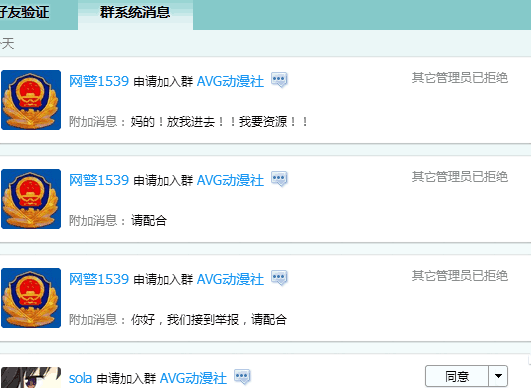 好友验证 群系统消息
天
网警1539 申请加入群 AVG动漫社 其它管理员已拒绝
附加消息：妈的！放我进去！！我要资源！！
网警1539 申请加入群 AVG动漫社 其它管理员已拒绝
附加消息：请配合
网警1539 申请加入群 AVG动漫社 其它管理员已拒绝
附加消息：你好，我们接到举报，请配合
sola 申请加入群 AVG动漫社 同意